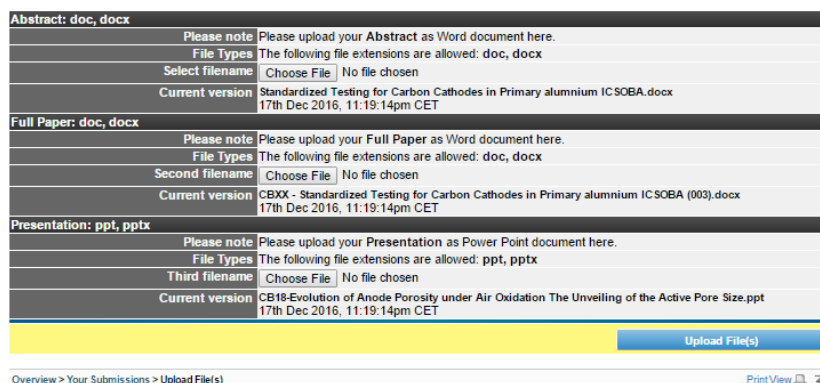 Abstract: doc, docx
Please note Please upload your Abstract as Word document here.
File Types The following file extensions are allowed: doc, docx
Select filename Choose File No file chosen
Current version Standardized Testing for Carbon Cathodes in Primary alumnium ICSOBA.docx
17th Dec 2016, 11:19:14pm CET
Full Paper: doc, docx
Please note Please upload your Full Paper as Word document here.
File Types The following file extensions are allowed: doc, docx
Second filename Choose File No file chosen
Current version CBXX - Standardized Testing for Carbon Cathodes in Primary alumnium ICSOBA (003).docx
17th Dec 2016, 11:19:14pm CET
Presentation: ppt, pptx
Please note Please upload your Presentation as Power Point document here.
File Types The following file extensions are allowed: ppt, pptx
Third filename Choose File No file chosen
Current version CB18-Evolution of Anode Porosity under Air Oxidation The Unveiling of the Active Pore Size.ppt
17th Dec 2016, 11:19:14pm CET
Upload File(s)
Overview > Your Submissions > Upload File(s) Print View